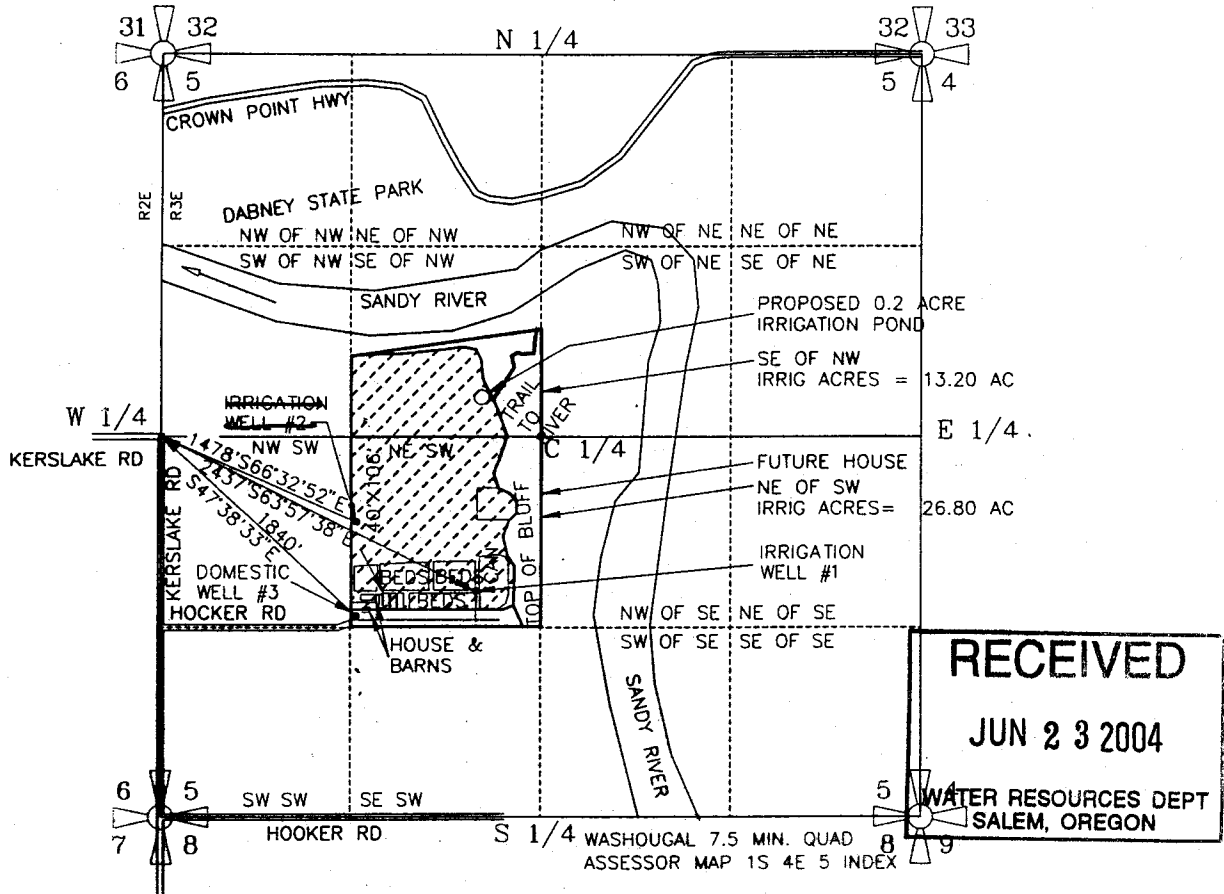 31 32
N 1/4
32 33
6 5
5 4
CROWN POINT HWY
R2E R3E
DABNEY STATE PARK
NW OF NW NE OF NW
NW OF NE NE OF NE
SW OF NW SE OF NW
SW OF NE SE OF NE
SANDY RIVER
PROPOSED 0.2 ACRE
IRRIGATION POND
SE OF NW
IRRIG ACRES = 13.20 AC
TRAIL
TO
RIVER
IRRIGATION
WELL #2
W 1/4
NW SW
NE SW
C 1/4
E 1/4
KERSLAKE RD
KERSLAKE RD
1478'S66'32'52"E
2437'S63'57'38"E
1840'
S47'38'33"E
40'X106'
FUTURE HOUSE
NE OF SW
IRRIG ACRES= 26.80 AC
TOP OF BLUFF
IRRIGATION
WELL #1
DOMESTIC
WELL #3
BEDS BEDS
CAN
BEDS
HOCKER RD
NW OF SE NE OF SE
SW OF SE SE OF SE
HOUSE &
BARNS
SANDY RIVER
RECEIVED
JUN 23 2004
WATER RESOURCES DEPT
SALEM, OREGON
6 5
SW SW SE SW
5 4
7 8
HOOKER RD
S 1/4
8 9
WASHOUGAL 7.5 MIN. QUAD
ASSESSOR MAP 1S 4E 5 INDEX